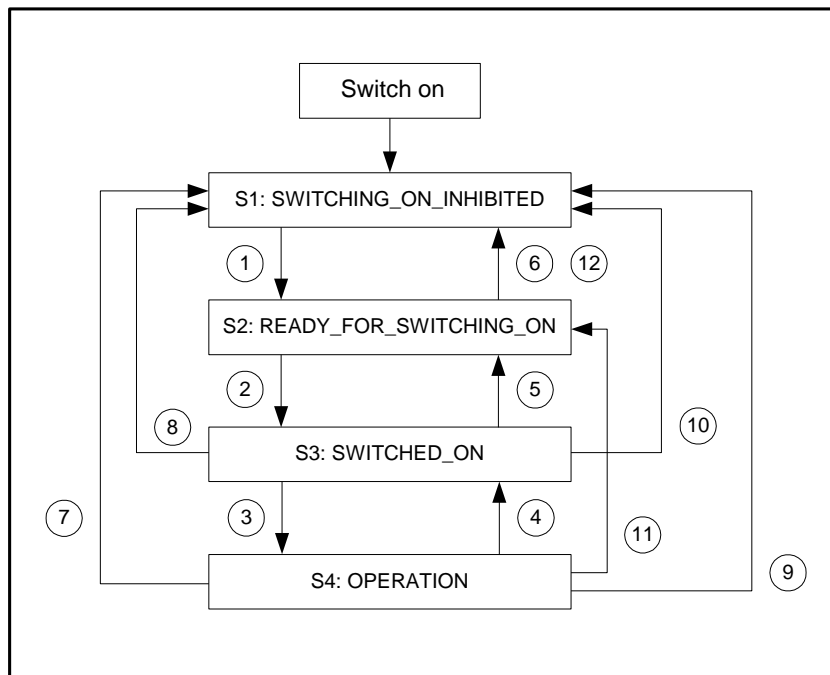 Switch on
S1: SWITCHING_ON_INHIBITED
1
6
12
S2: READY_FOR_SWITCHING_ON
2
5
8
10
S3: SWITCHED_ON
7
3
4
11
9
S4: OPERATION